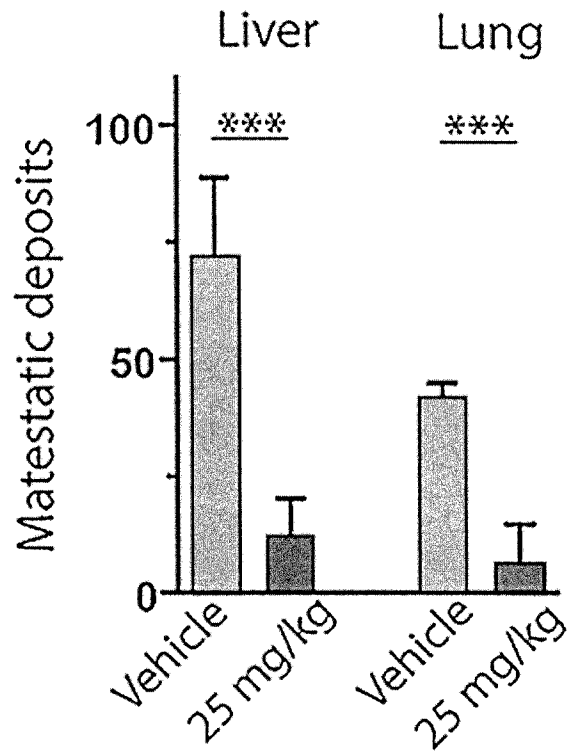 Liver
Lung
Matestatic deposits
100
50
0
***
***
Vehicle
25 mg/kg
Vehicle
25 mg/kg